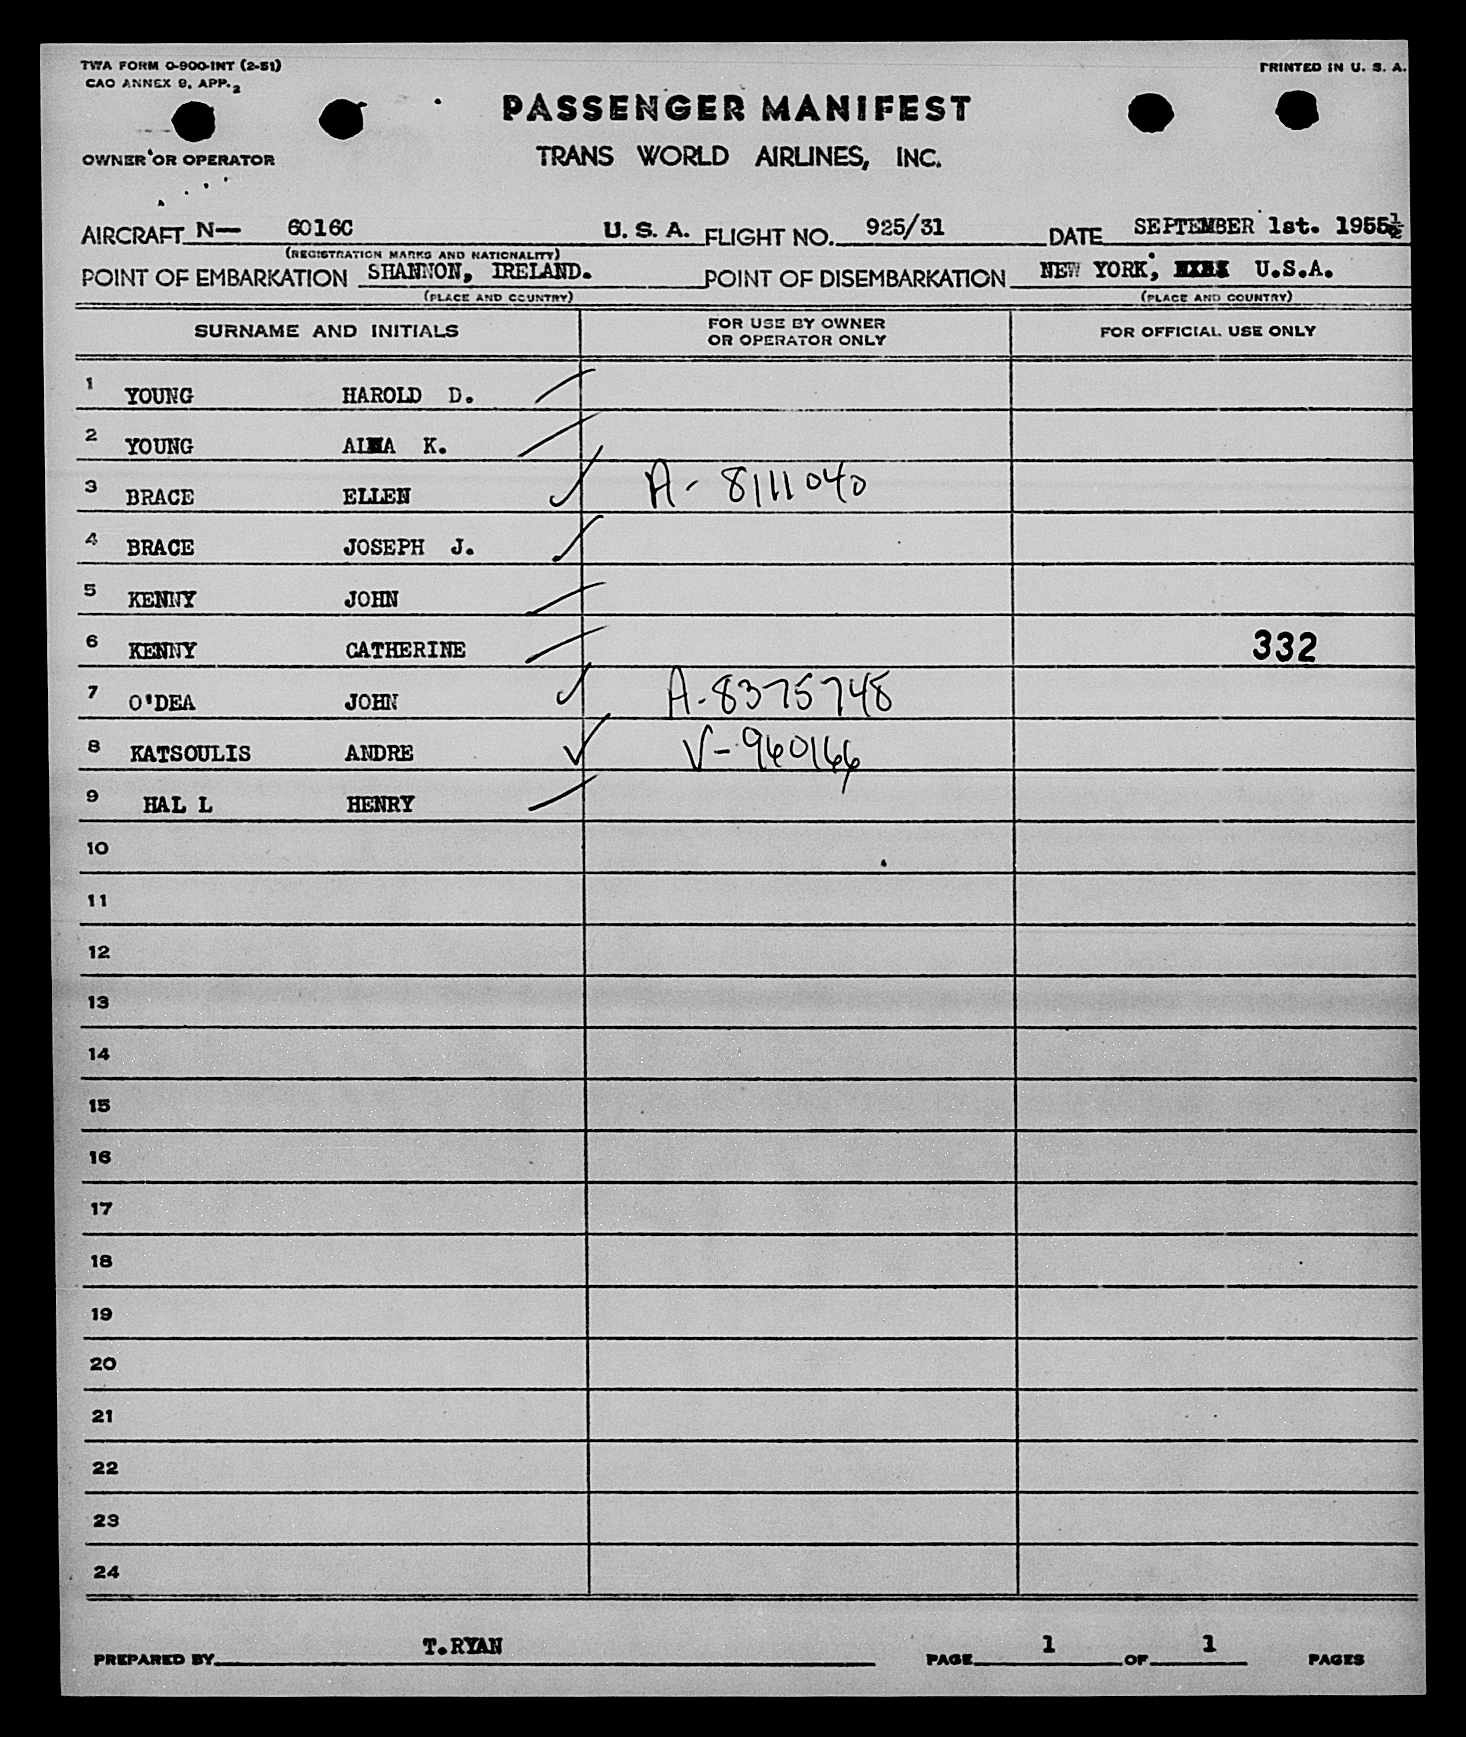 TWA FORM O-900-INT (2-51)
PRINTED IN U. S. A.
CAO ANNEX 9, APP. 2
PASSENGER MANIFEST
OWNER OR OPERATOR
TRANS WORLD AIRLINES, INC.
AIRCRAFT N— 6016C U. S. A. FLIGHT NO. 925/31 DATE SEPTEMBER 1st. 1955
(REGISTRATION MARKS AND NATIONALITY)
POINT OF EMBARKATION SHANNON, IRELAND. POINT OF DISEMBARKATION NEW YORK, U.S.A.
(PLACE AND COUNTRY) (PLACE AND COUNTRY)
SURNAME AND INITIALS FOR USE BY OWNER OR OPERATOR ONLY FOR OFFICIAL USE ONLY
1 YOUNG HAROLD D.
2 YOUNG K.
3 BRACE ELLEN ✓ A-8111040
4 BRACE JOSEPH J.
5 KENNY JOHN
6 KENNY CATHERINE 332
7 O'DEA JOHN ✓ A-8375748
8 KATSOULIS ANDRE ✓ V-960166
9 HAL L HENRY
10
11
12
13
14
15
16
17
18
19
20
21
22
23
24
PREPARED BY T.RYAN PAGE 1 OF 1 PAGES